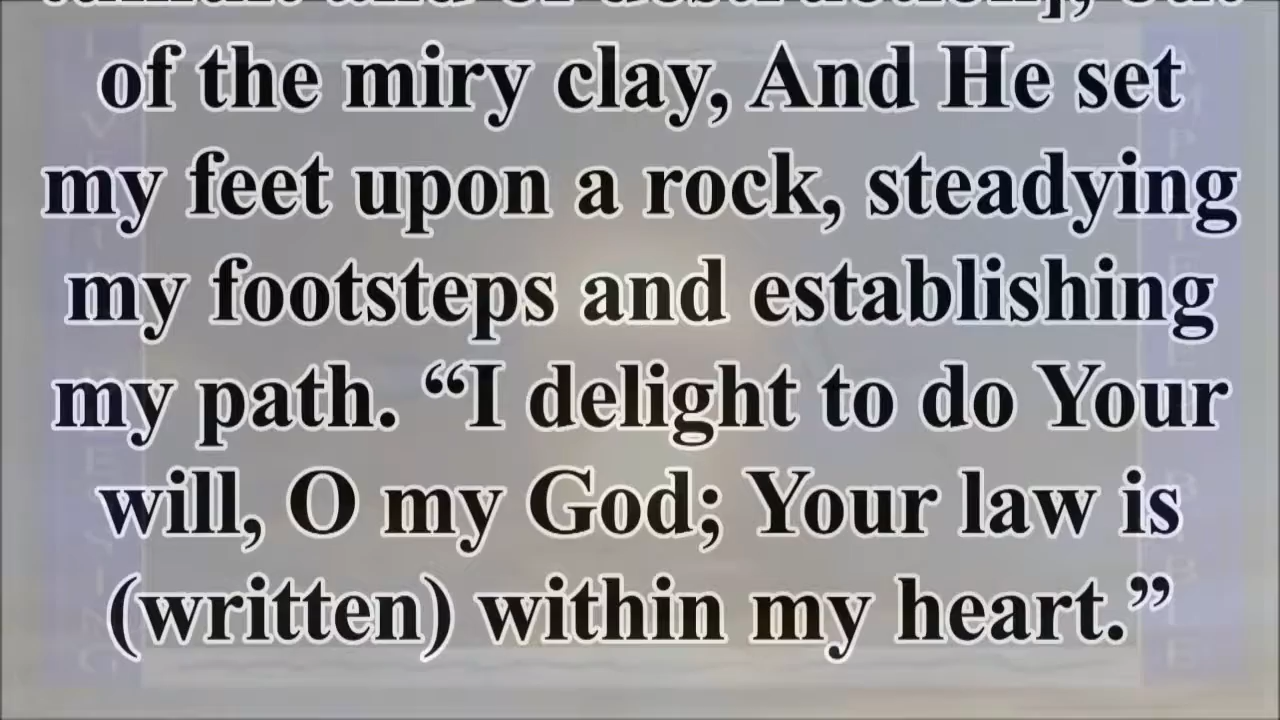 of the miry clay, And He set
my feet upon a rock, steadying
my footsteps and establishing
my path. “I delight to do Your
will, O my God; Your law is
(written) within my heart.”